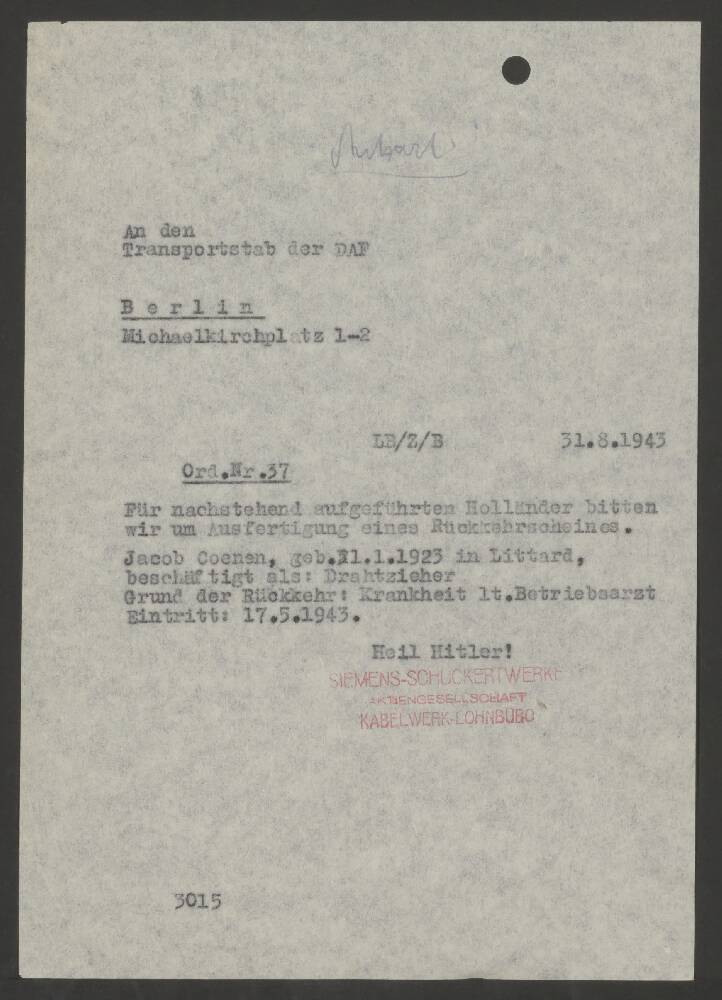 An den
Transportstab der DAF
Berlin
Michaelkirchplatz 1-2
LB/Z/B 31.8.1943
Ord.Nr.37
Für nachstehend aufgeführten Holländer bitten
wir um Ausfertigung eines Rückkehrscheines.
Jacob Coenen, geb. 1.1.1923 in Littard,
beschäftigt als: Drahtzieher
Grund der Rückkehr: Krankheit lt.Betriebsarzt
Eintritt: 17.5.1943.
Heil Hitler!
SIEMENS-SCHUCKERTWERKE
AKTIENGESELLSCHAFT
KABELWERK-LOHNBÜRO
3015